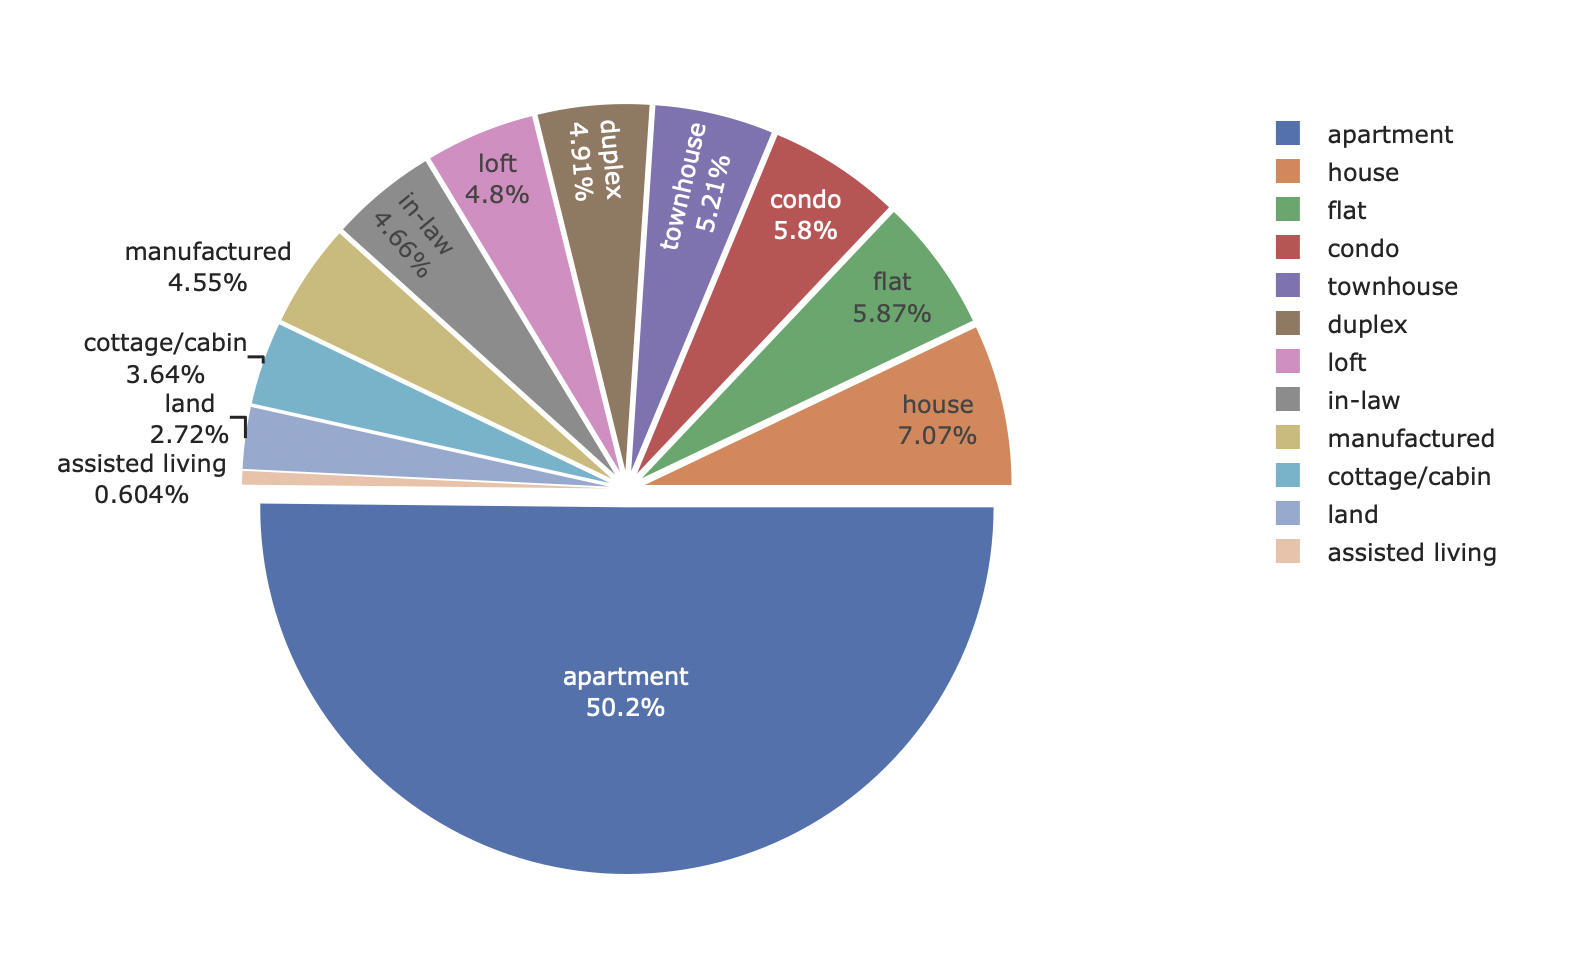 duplex
4.91%
townhouse
5.21%
loft
4.8%
condo
5.8%
in-law
4.66%
manufactured
4.55%
flat
5.87%
cottage/cabin
3.64%
land
2.72%
house
7.07%
assisted living
0.604%
apartment
50.2%
apartment
house
flat
condo
townhouse
duplex
loft
in-law
manufactured
cottage/cabin
land
assisted living